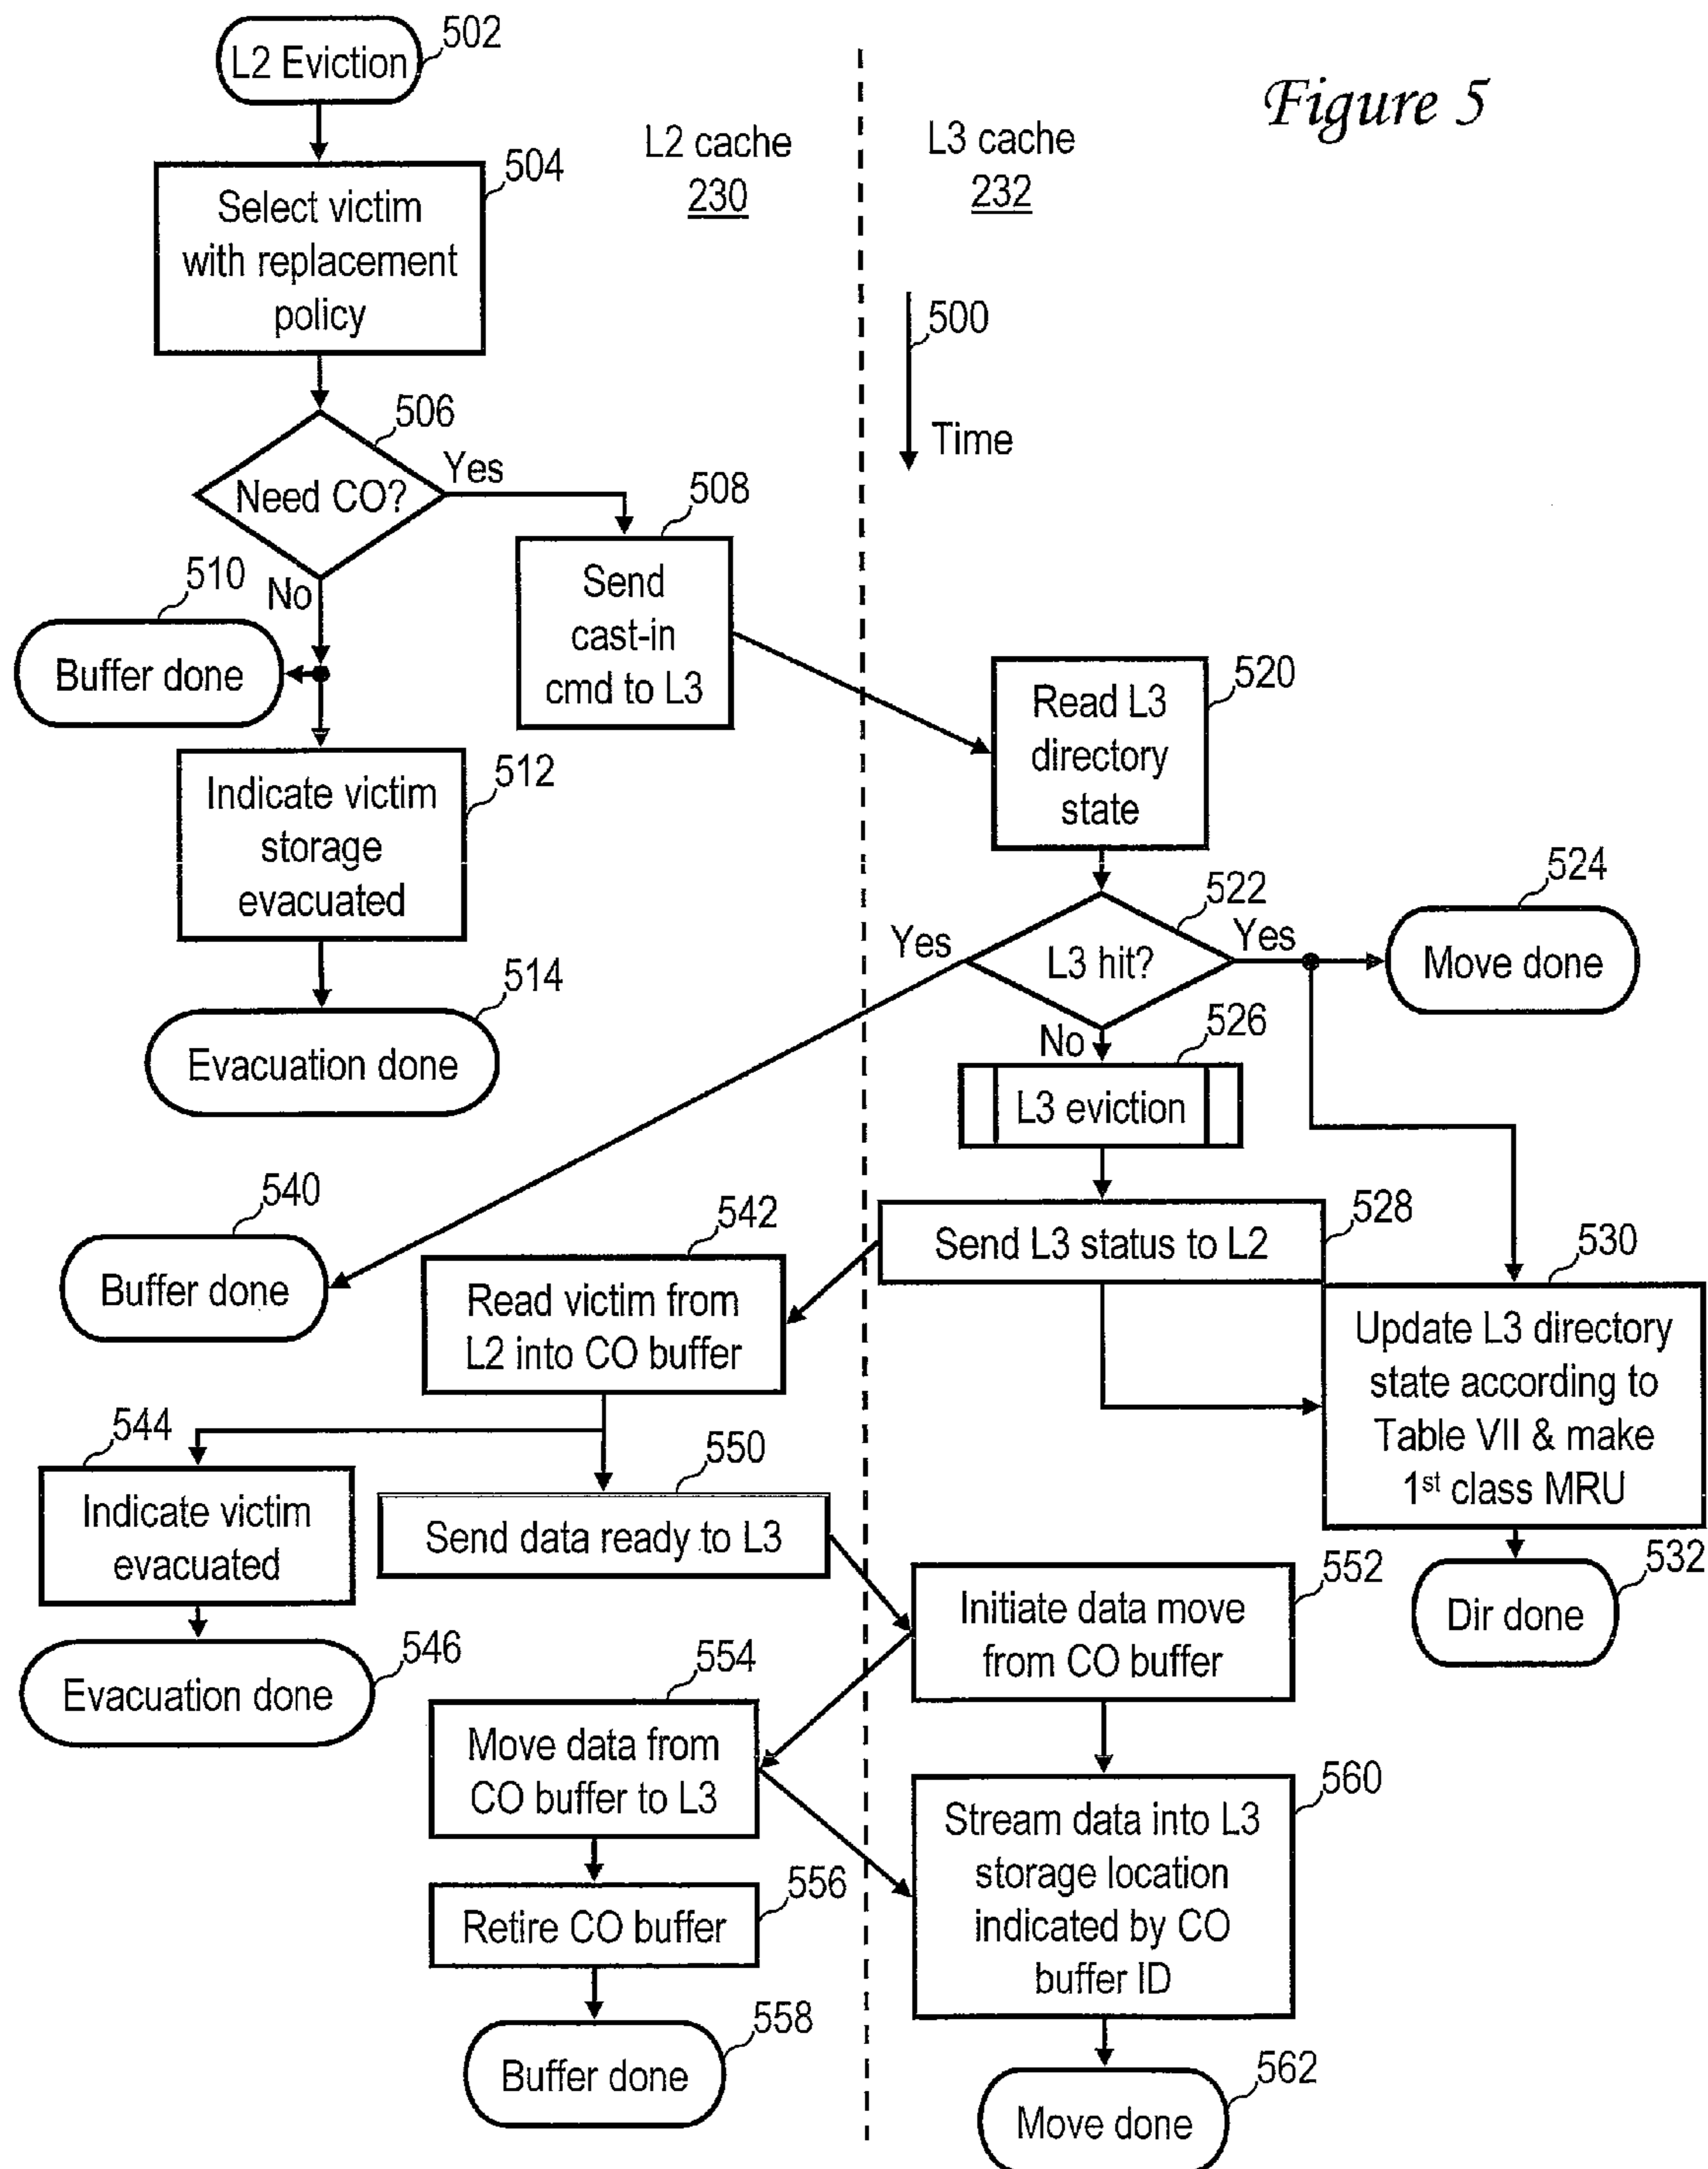 Figure 5
L2 Eviction
502
L2 cache
230
L3 cache
232
504
Select victim
with replacement
policy
500
Time
506
Need CO?
Yes
No
508
Send
cast-in
cmd to L3
510
Buffer done
512
Indicate victim
storage
evacuated
514
Evacuation done
520
Read L3
directory
state
522
L3 hit?
Yes
Yes
No
524
Move done
526
L3 eviction
528
Send L3 status to L2
530
Update L3 directory
state according to
Table VII & make
1st class MRU
532
Dir done
540
Buffer done
542
Read victim from
L2 into CO buffer
544
Indicate victim
evacuated
546
Evacuation done
550
Send data ready to L3
552
Initiate data move
from CO buffer
554
Move data from
CO buffer to L3
556
Retire CO buffer
558
Buffer done
560
Stream data into L3
storage location
indicated by CO
buffer ID
562
Move done